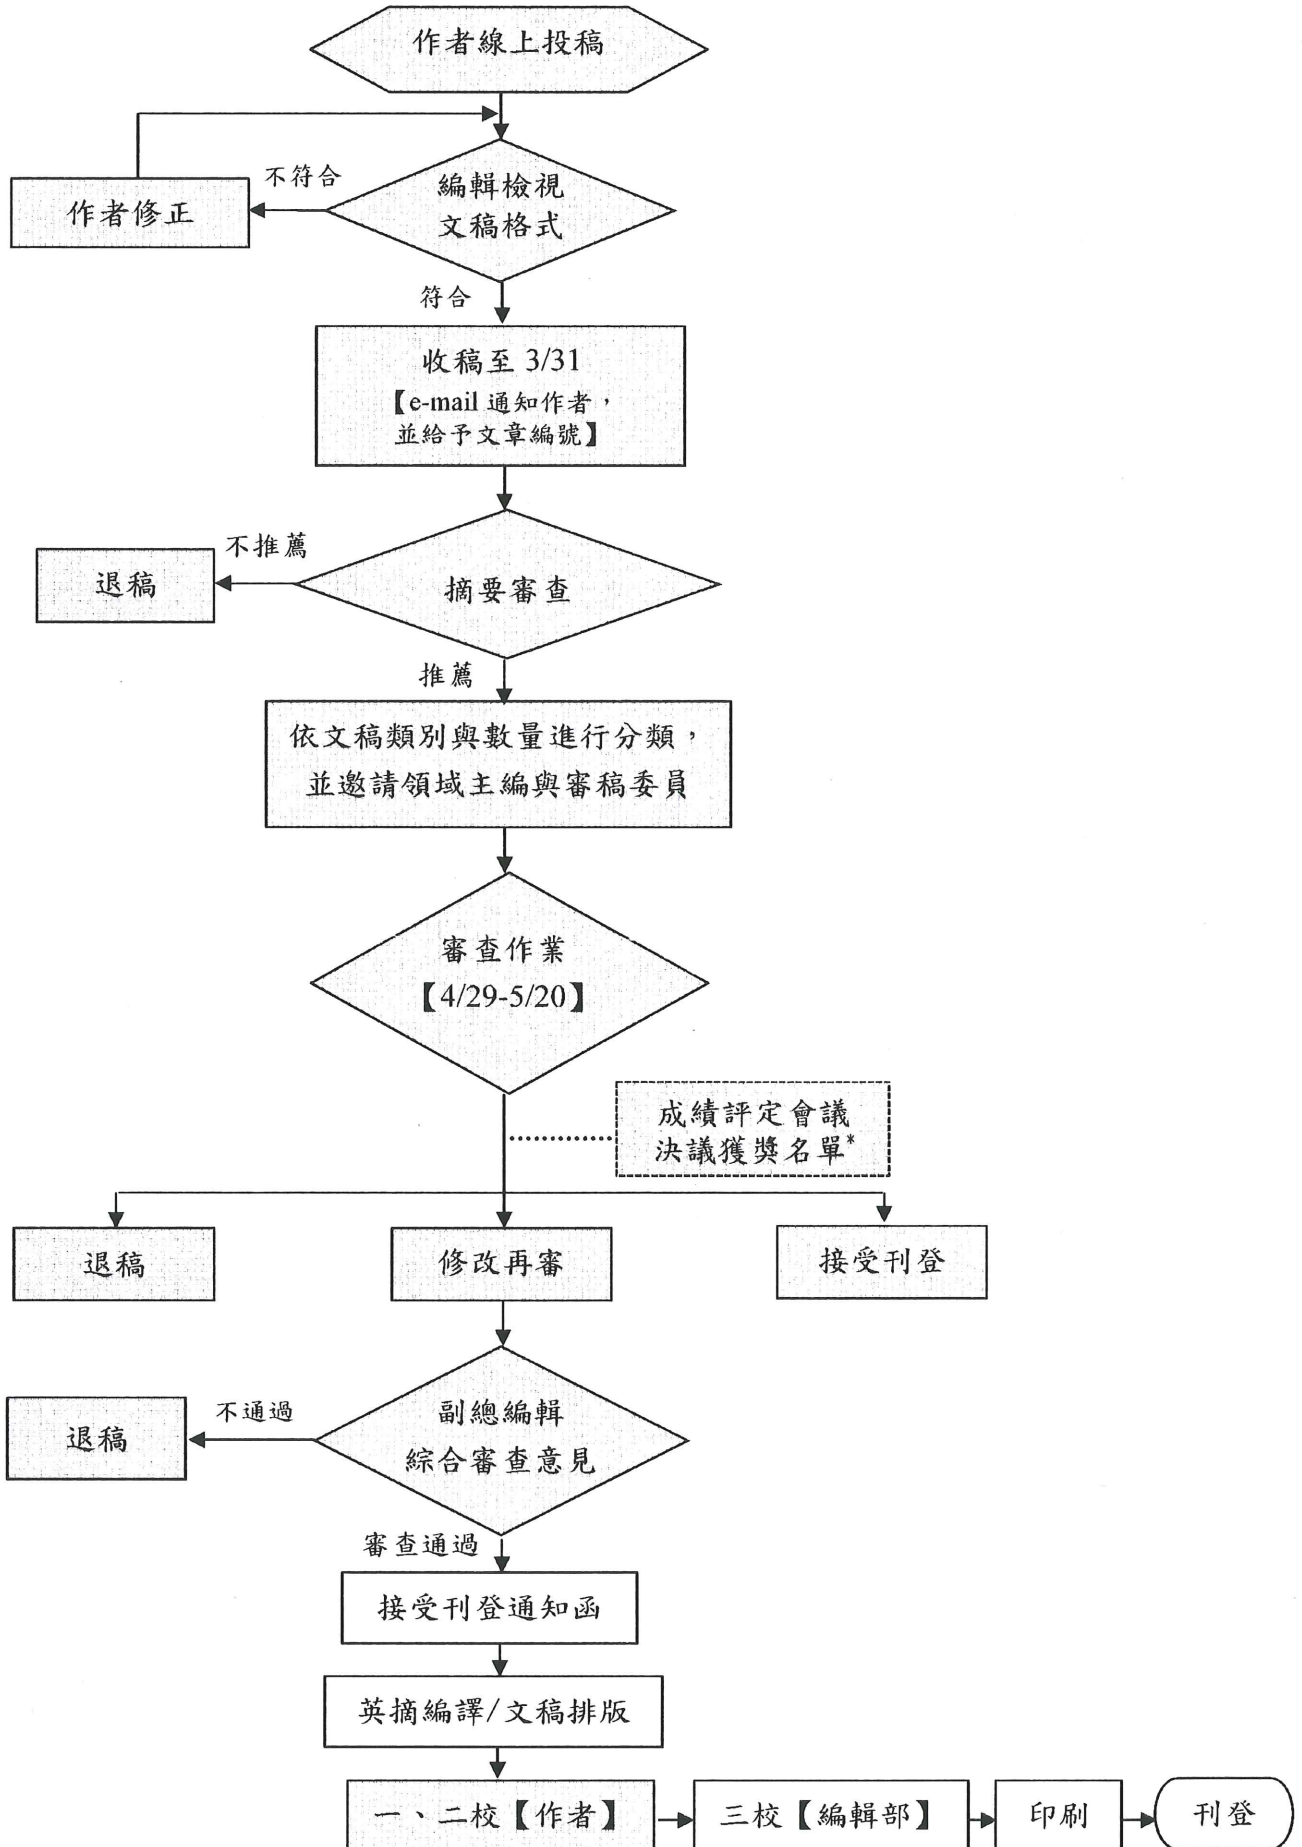 作者線上投稿
不符合
編輯檢視
文稿格式
作者修正
符合
收稿至 3/31
【e-mail 通知作者，
並給予文章編號】
不推薦
退稿
摘要審查
推薦
依文稿類別與數量進行分類，
並邀請領域主編與審稿委員
審查作業
【4/29-5/20】
成績評定會議
決議獲獎名單*
退稿
修改再審
接受刊登
不通過
退稿
副總編輯
綜合審查意見
審查通過
接受刊登通知函
英摘編譯/文稿排版
一、二校【作者】
三校【編輯部】
印刷
刊登